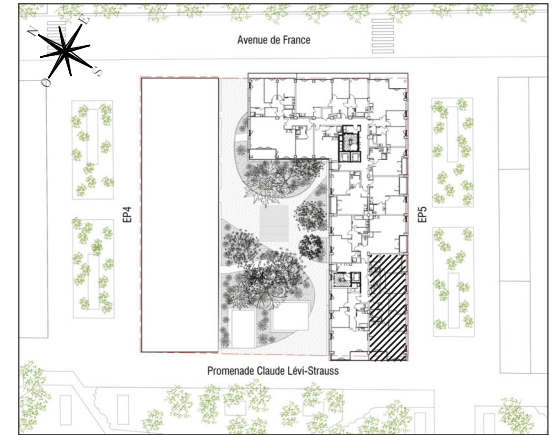 N
E
S
O
Avenue de France
EP4
EP5
Promenade Claude Lévi-Strauss